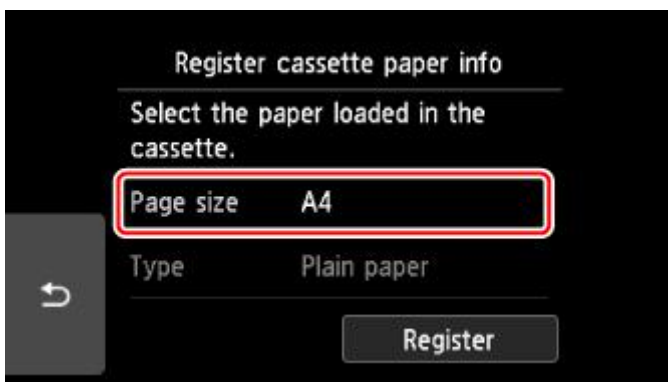 Register cassette paper info
Select the paper loaded in the
cassette.
Page size A4
Type Plain paper
Register